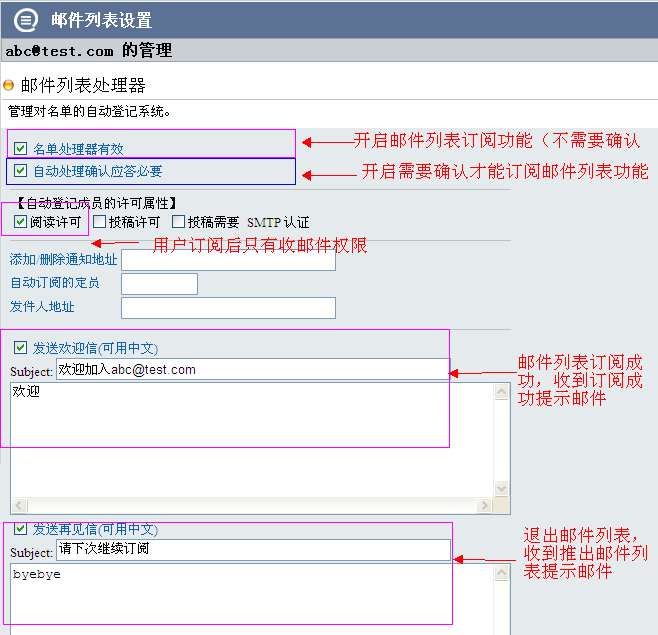 邮件列表设置
abc@test.com 的管理
邮件列表处理器
管理对名单的自动登记系统。
名单处理器有效
开启邮件列表订阅功能（不需要确认
自动处理确认应答必要
开启需要确认才能订阅邮件列表功能
【自动登记成员的许可属性】
阅读许可 投稿许可 投稿需要 SMTP 认证
用户订阅后只有收邮件权限
添加/删除通知地址
自动订阅的定员
发件人地址
发送欢迎信(可用中文)
Subject: 欢迎加入abc@test.com
欢迎
邮件列表订阅成
功，收到订阅成
功提示邮件
发送再见信(可用中文)
Subject: 请下次继续订阅
byebye
退出邮件列表，
收到推出邮件列
表提示邮件